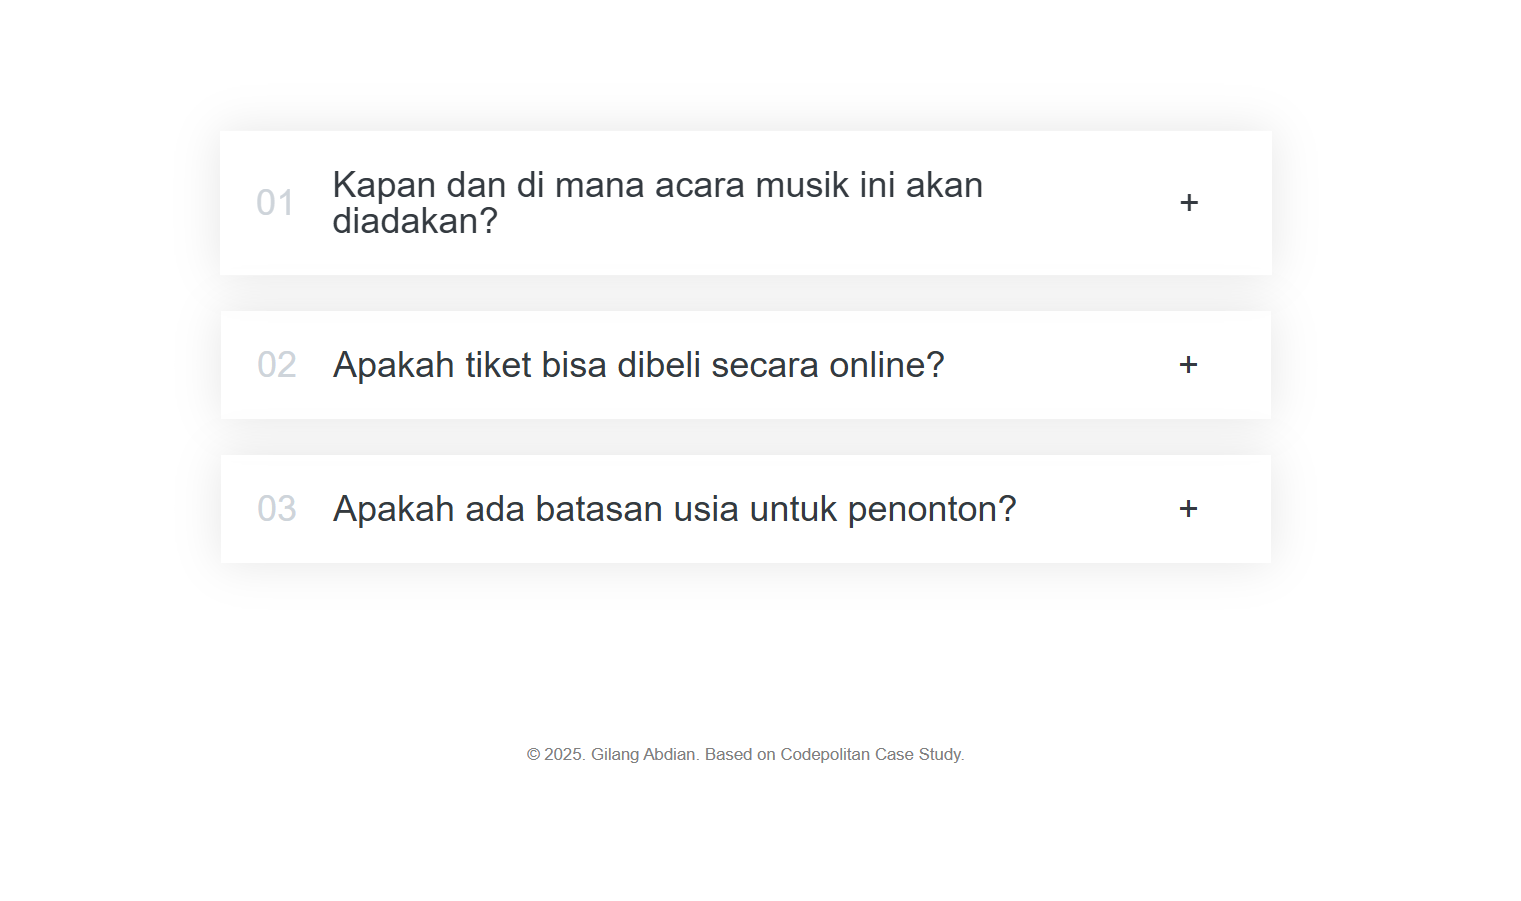 01
Kapan dan di mana acara musik ini akan
diadakan?
+
02
Apakah tiket bisa dibeli secara online?
+
03
Apakah ada batasan usia untuk penonton?
+
© 2025. Gilang Abdian. Based on Codepolitan Case Study.